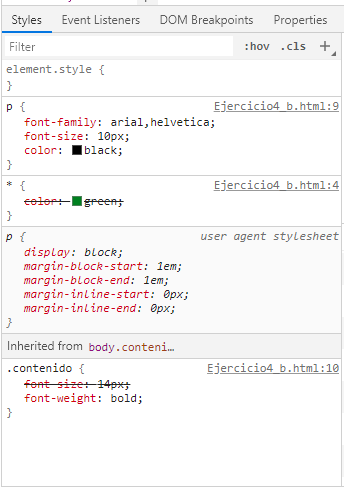 Styles Event Listeners DOM Breakpoints Properties
Filter :hov .cls +
element.style {
}
p { Ejercicio4_b.html:9
font-family: arial,helvetica;
font-size: 10px;
color: black;
}
* { Ejercicio4_b.html:4
color: green;
}
p { user agent stylesheet
display: block;
margin-block-start: 1em;
margin-block-end: 1em;
margin-inline-start: 0px;
margin-inline-end: 0px;
}
Inherited from body.conteni…
.contenido { Ejercicio4_b.html:10
font-size: 14px;
font-weight: bold;
}